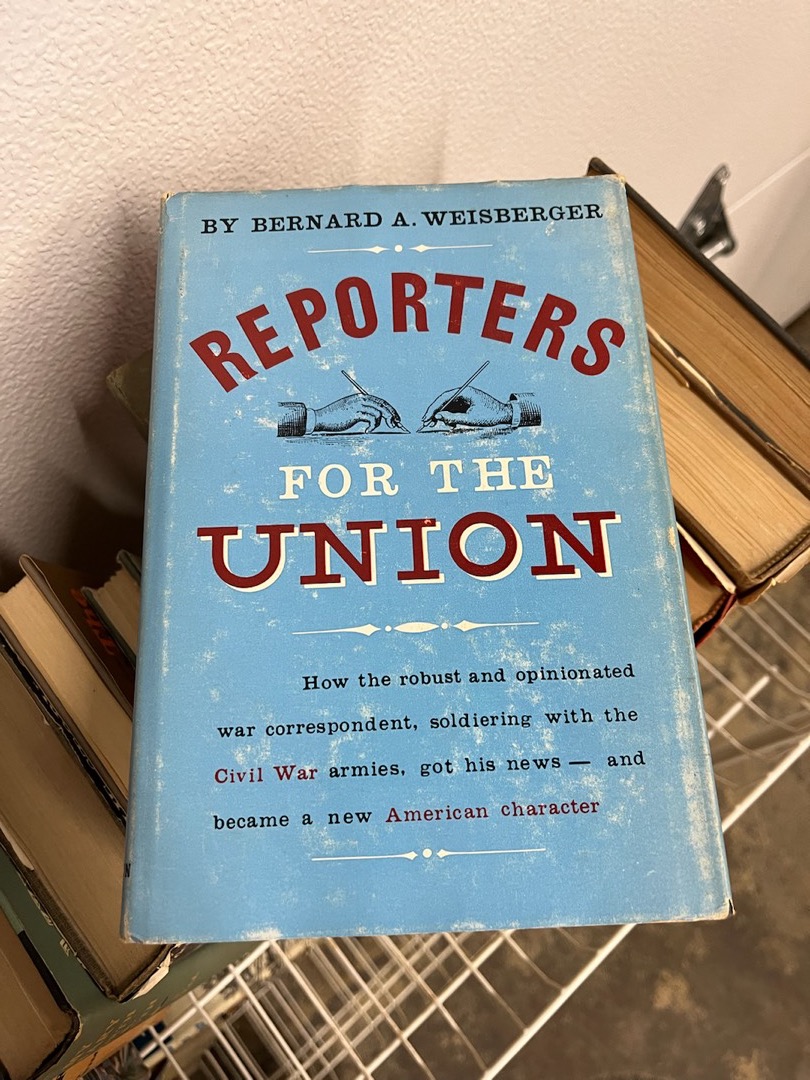 BY BERNARD A. WEISBERGER
REPORTERS
FOR THE
UNION
How the robust and opinionated
war correspondent, soldiering with the
Civil War armies, got his news — and
became a new American character